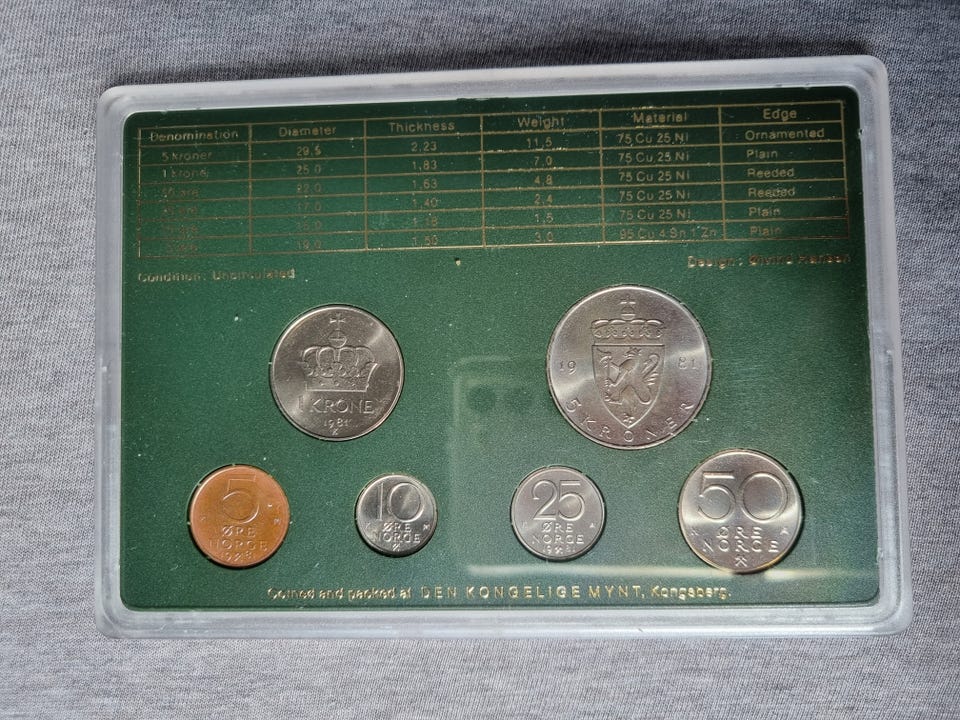 Denomination Diameter Thickness Weight Material Edge
5 kroner 29.5 2,23 11,5 75 Cu 25 Ni Ornamented
1 krone 25.0 1,83 7,0 75 Cu 25 Ni Plain
22.0 1,63 4,8 75 Cu 25 Ni Reeded
17.0 1,40 2,4 75 Cu 25 Ni Reeded
1,5 75 Cu 25 Ni Plain
19.0 1,50 3,0 95 Cu 4 Sn 1 Zn Plain
Condition: Uncirculated
Design: Øivind Hansen
1 KRONE
1981
K
19 81
5 KRONER
5
ØRE
NORGE
1981
10
ØRE
NORGE
25
ØRE
NORGE
1981
50
ØRE
NORGE
Coined and packed at DEN KONGELIGE MYNT, Kongsberg.